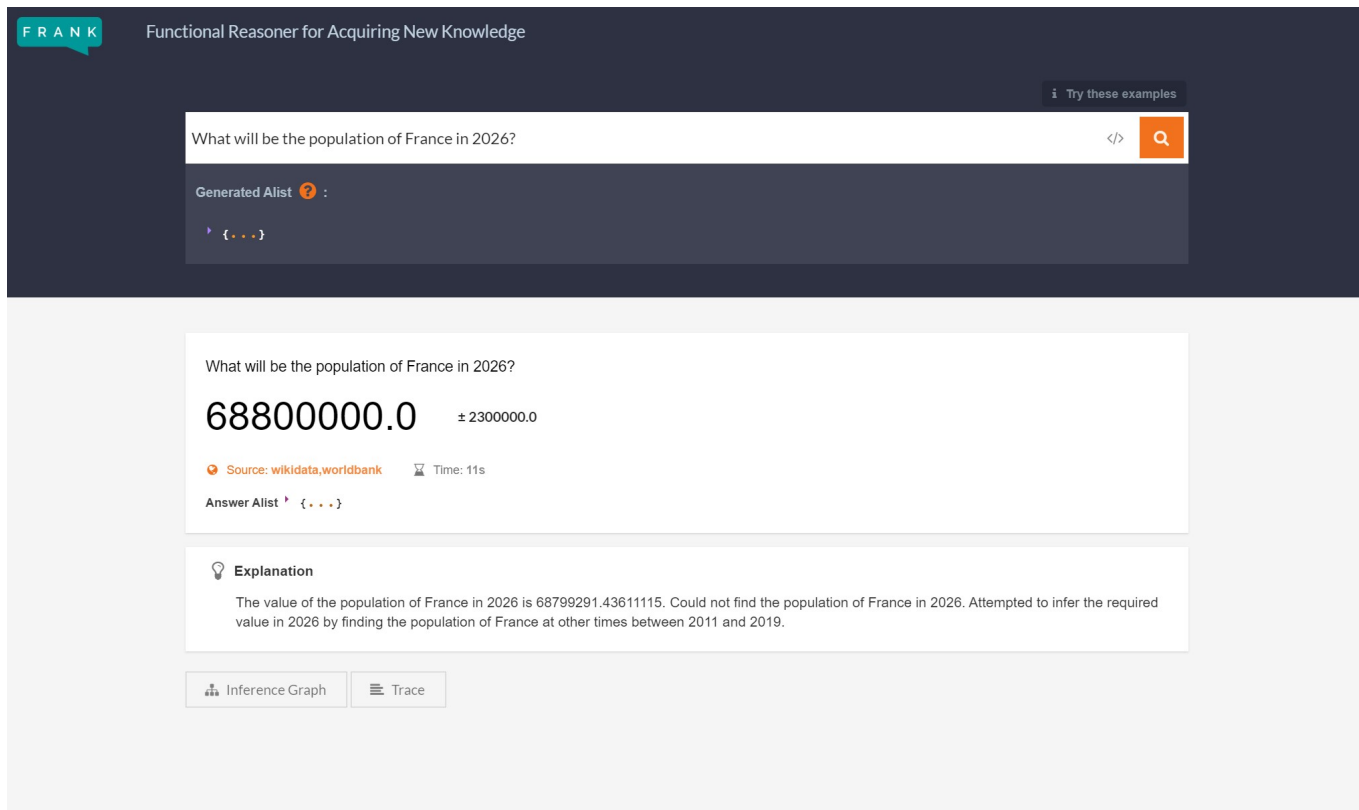 FRANK
Functional Reasoner for Acquiring New Knowledge
i Try these examples
What will be the population of France in 2026?
</>
Generated Alist ? :
{...}
What will be the population of France in 2026?
68800000.0 ± 2300000.0
Source: wikidata,worldbank Time: 11s
Answer Alist {...}
Explanation
The value of the population of France in 2026 is 68799291.43611115. Could not find the population of France in 2026. Attempted to infer the required
value in 2026 by finding the population of France at other times between 2011 and 2019.
Inference Graph Trace